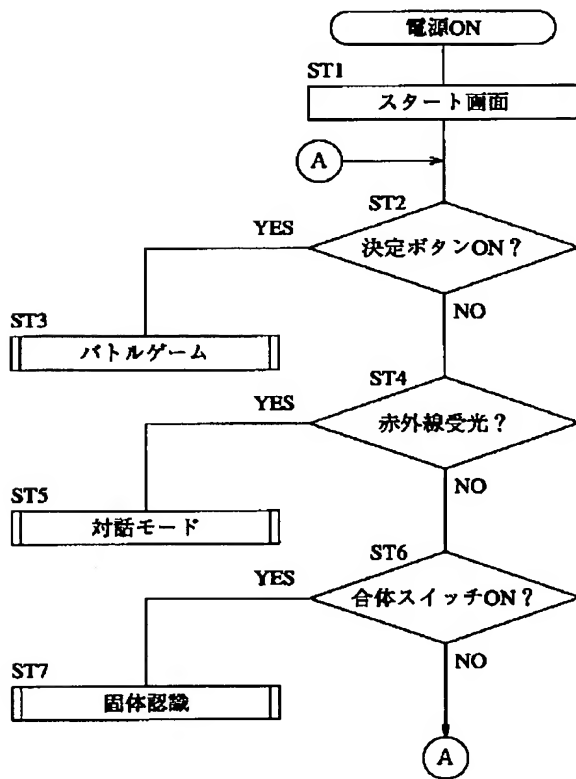 電源ON
ST1
スタート画面
A
ST2
YES
決定ボタンON？
NO
ST3
バトルゲーム
ST4
YES
赤外線受光？
NO
ST5
対話モード
ST6
YES
合体スイッチON？
NO
ST7
固体認識
A